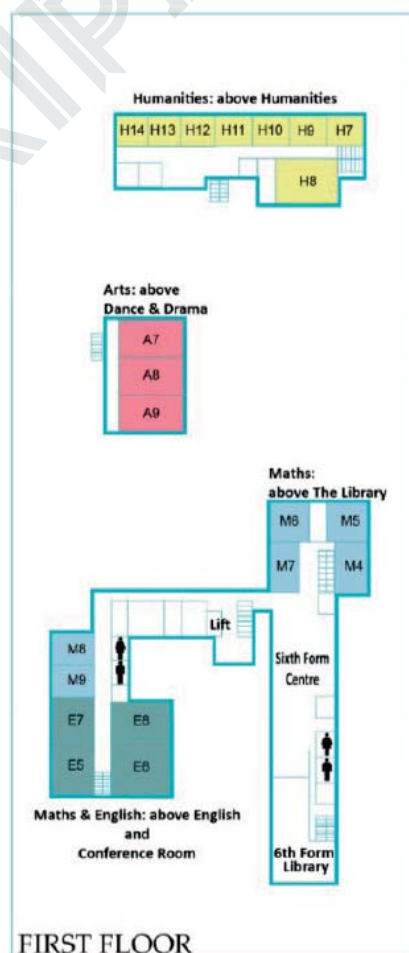 Humanities: above Humanities
H14 H13 H12 H11 H10 H9 H7
H8
Arts: above
Dance & Drama
A7
A8
A9
Maths:
above The Library
M6 M5
M7 M4
Lift
Sixth Form
Centre
M8
M9
E7 E8
E5 E6
Maths & English: above English
and
Conference Room
6th Form
Library
FIRST FLOOR